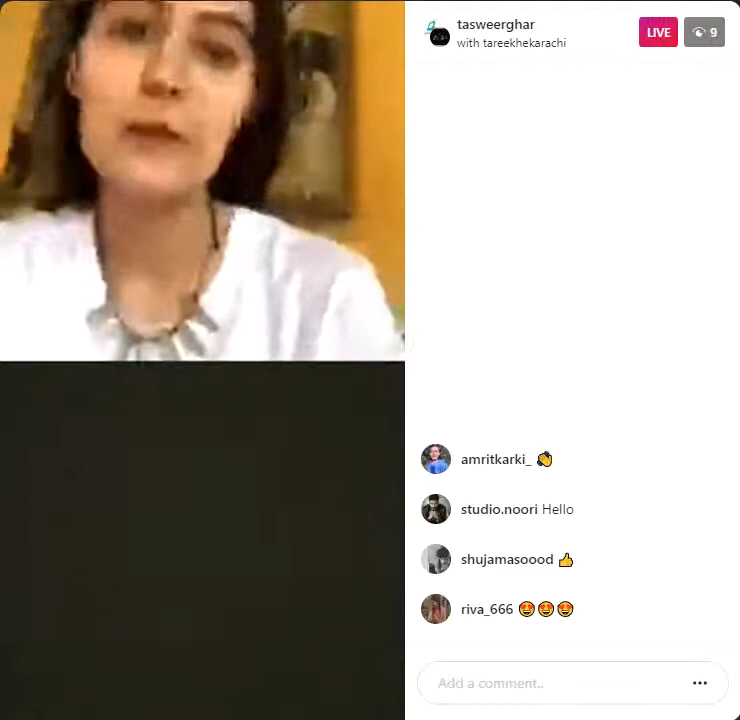 tasweerghar
with tareekhekarachi
LIVE
9
amritkarki_ 👏
studio.noori Hello
shujamasoood 👍
riva_666 😍😍😍
Add a comment..